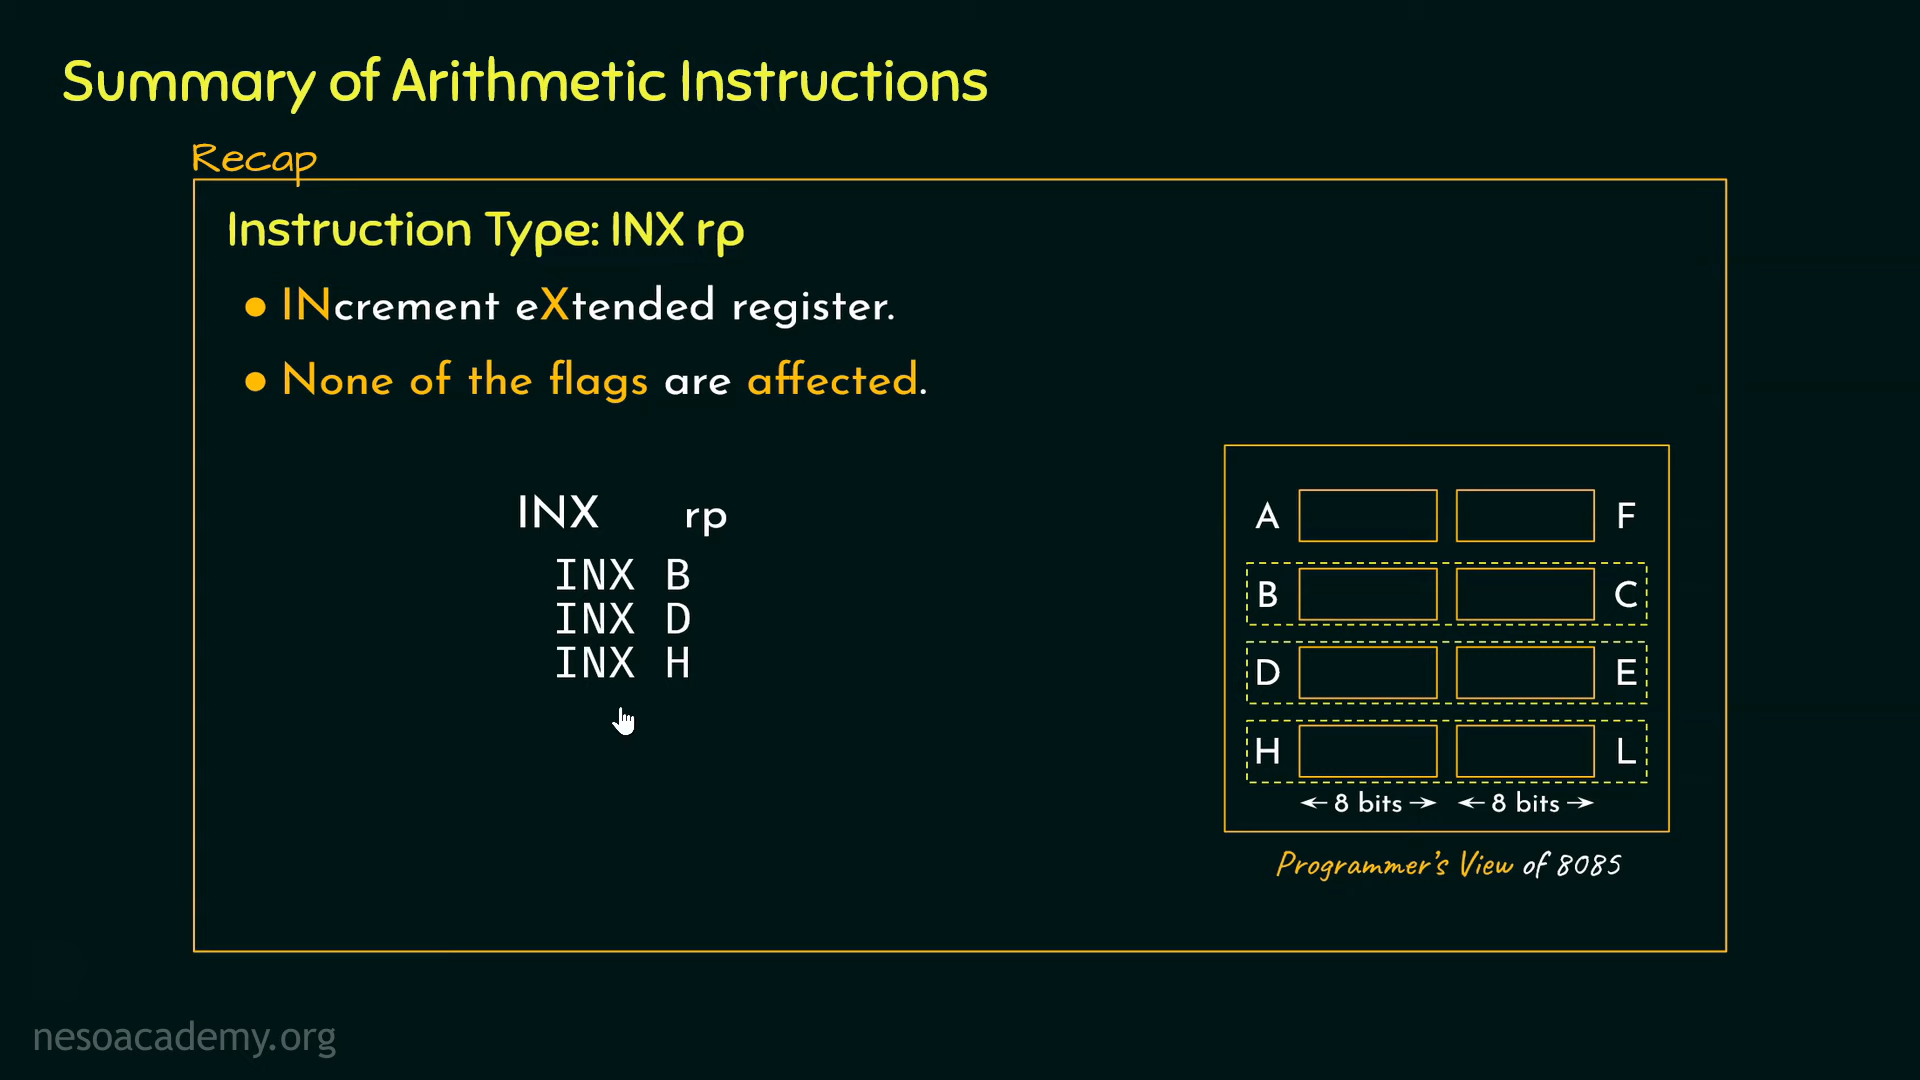 Summary of Arithmetic Instructions
Recap
Instruction Type: INX rp
● INcrement eXtended register.
● None of the flags are affected.
INX rp
INX B
INX D
INX H
A F
B C
D E
H L
← 8 bits → ← 8 bits →
Programmer's View of 8085
nesoacademy.org